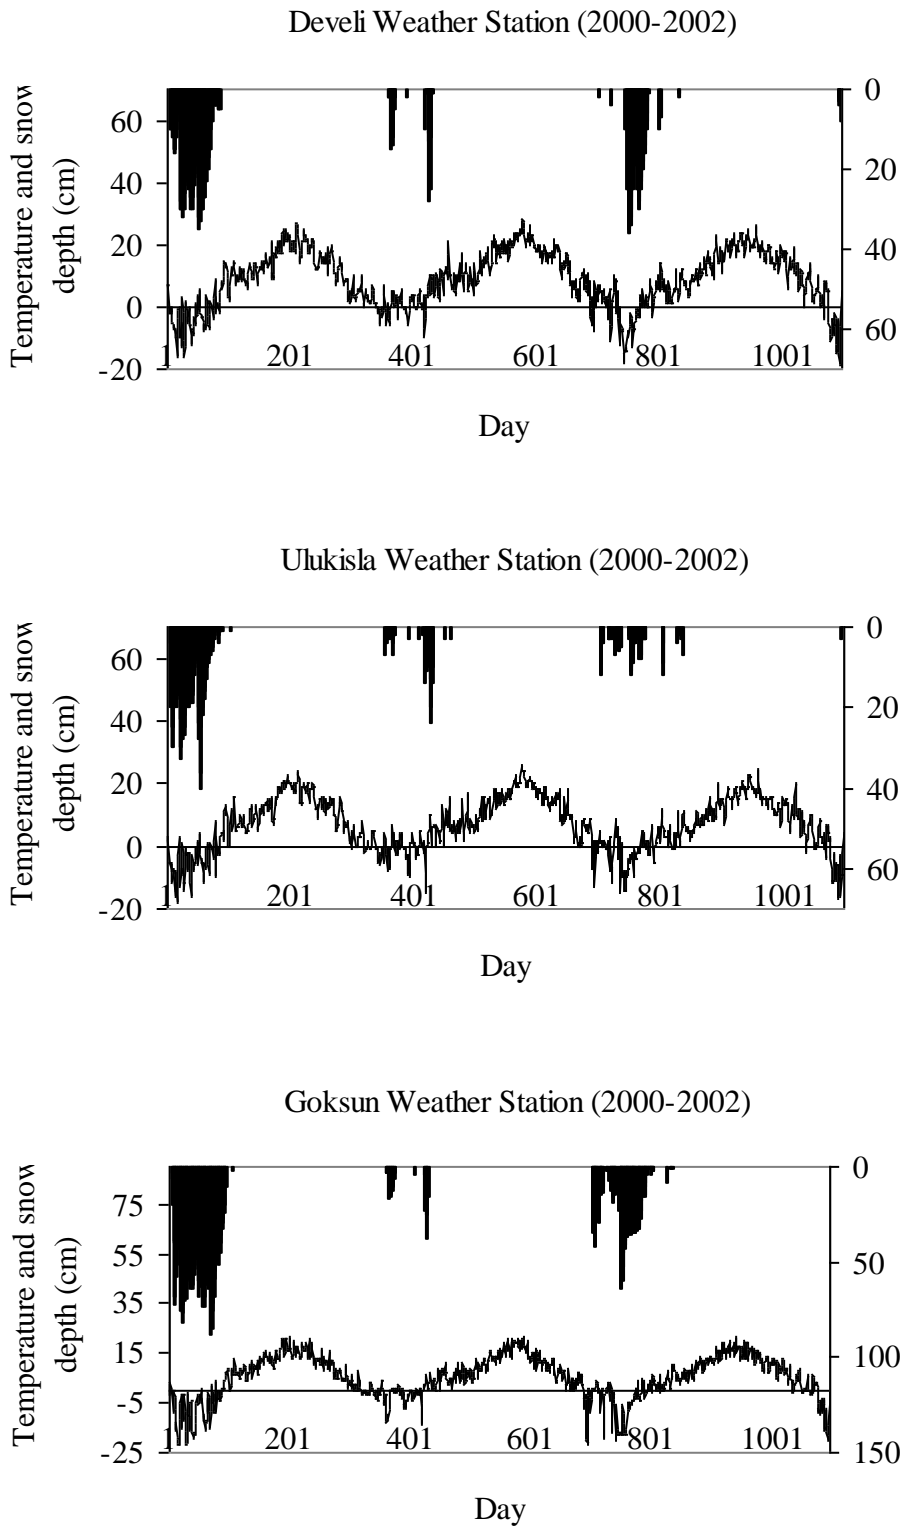 Develi Weather Station (2000-2002)
Temperature and snow
depth (cm)
60
40
20
0
-20
0
20
40
60
1 201 401 601 801 1001
Day
Ulukisla Weather Station (2000-2002)
Temperature and snow
depth (cm)
60
40
20
0
-20
0
20
40
60
1 201 401 601 801 1001
Day
Goksun Weather Station (2000-2002)
Temperature and snow
depth (cm)
75
55
35
15
-5
-25
0
50
100
150
1 201 401 601 801 1001
Day